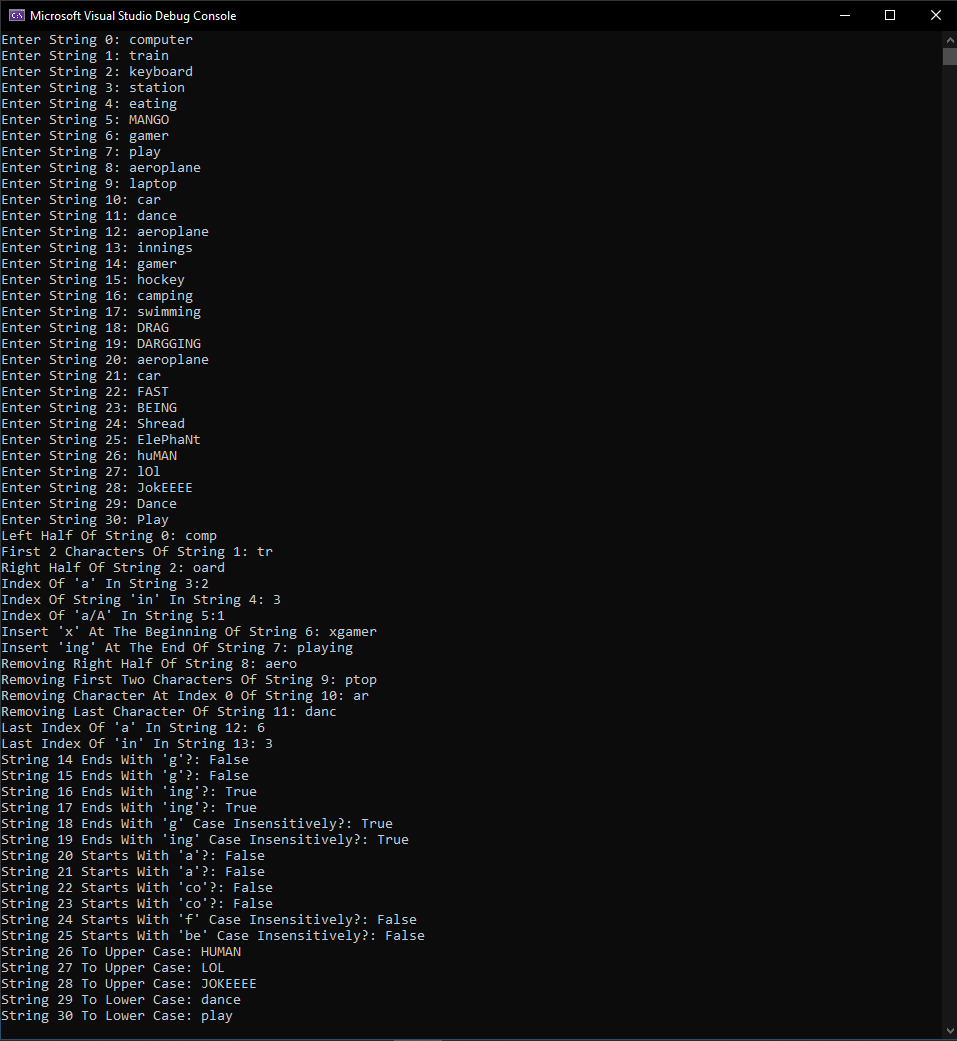 Microsoft Visual Studio Debug Console
Enter String 0: computer
Enter String 1: train
Enter String 2: keyboard
Enter String 3: station
Enter String 4: eating
Enter String 5: MANGO
Enter String 6: gamer
Enter String 7: play
Enter String 8: aeroplane
Enter String 9: laptop
Enter String 10: car
Enter String 11: dance
Enter String 12: aeroplane
Enter String 13: innings
Enter String 14: gamer
Enter String 15: hockey
Enter String 16: camping
Enter String 17: swimming
Enter String 18: DRAG
Enter String 19: DARGGING
Enter String 20: aeroplane
Enter String 21: car
Enter String 22: FAST
Enter String 23: BEING
Enter String 24: Shread
Enter String 25: ElePhaNt
Enter String 26: huMAN
Enter String 27: lOl
Enter String 28: JokEEEE
Enter String 29: Dance
Enter String 30: Play
Left Half Of String 0: comp
First 2 Characters Of String 1: tr
Right Half Of String 2: oard
Index Of 'a' In String 3:2
Index Of String 'in' In String 4: 3
Index Of 'a/A' In String 5:1
Insert 'x' At The Beginning Of String 6: xgamer
Insert 'ing' At The End Of String 7: playing
Removing Right Half Of String 8: aero
Removing First Two Characters Of String 9: ptop
Removing Character At Index 0 Of String 10: ar
Removing Last Character Of String 11: danc
Last Index Of 'a' In String 12: 6
Last Index Of 'in' In String 13: 3
String 14 Ends With 'g'?: False
String 15 Ends With 'g'?: False
String 16 Ends With 'ing'?: True
String 17 Ends With 'ing'?: True
String 18 Ends With 'g' Case Insensitively?: True
String 19 Ends With 'ing' Case Insensitively?: True
String 20 Starts With 'a'?: False
String 21 Starts With 'a'?: False
String 22 Starts With 'co'?: False
String 23 Starts With 'co'?: False
String 24 Starts With 'f' Case Insensitively?: False
String 25 Starts With 'be' Case Insensitively?: False
String 26 To Upper Case: HUMAN
String 27 To Upper Case: LOL
String 28 To Upper Case: JOKEEEE
String 29 To Lower Case: dance
String 30 To Lower Case: play